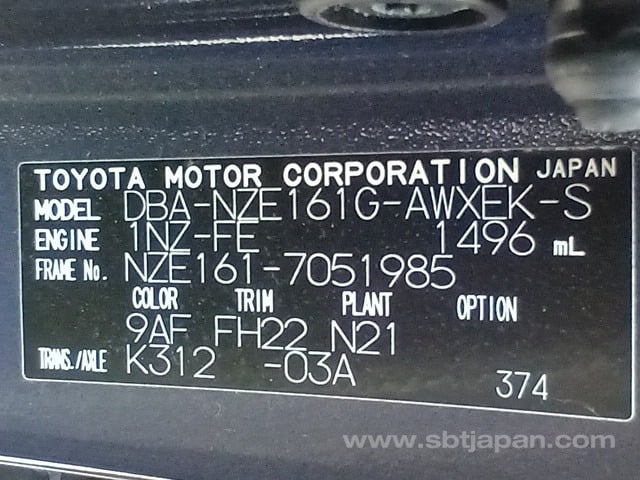 TOYOTA MOTOR CORPORATION JAPAN
MODEL DBA-NZE161G-AWXEK-S
ENGINE 1NZ-FE 1496 mL
FRAME No. NZE161-7051985
COLOR TRIM PLANT OPTION
9AF FH22 N21
TRANS./AXLE K312 -03A 374
www.sbtjapan.com